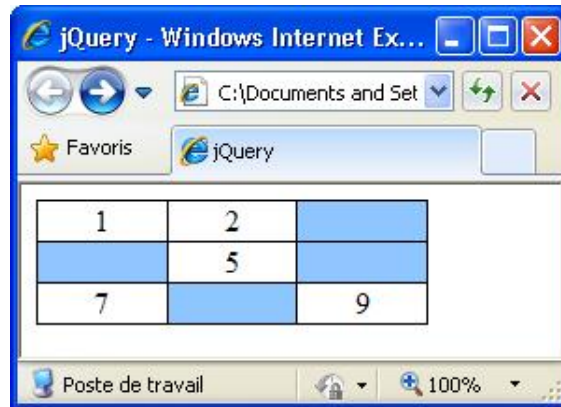 jQuery - Windows Internet Ex...
C:\Documents and Set
Favoris
jQuery
1 2
5
7 9
Poste de travail 100%